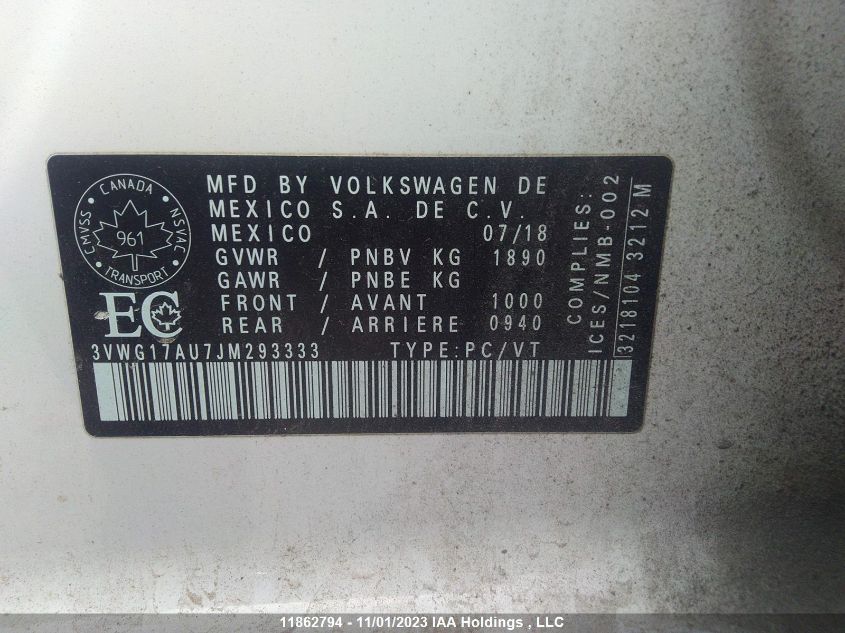 CANADA
CMVSS
NSVAC
961
TRANSPORT
EC
MFD BY VOLKSWAGEN DE
MEXICO S.A. DE C.V.
MEXICO 07/18
GVWR / PNBV KG 1890
GAWR / PNBE KG
FRONT / AVANT 1000
REAR / ARRIERE 0940
3VWG17AU7JM293333 TYPE:PC/VT
COMPLIES:
ICES/NMB-002
3218104 3212M
11862794 - 11/01/2023 IAA Holdings , LLC